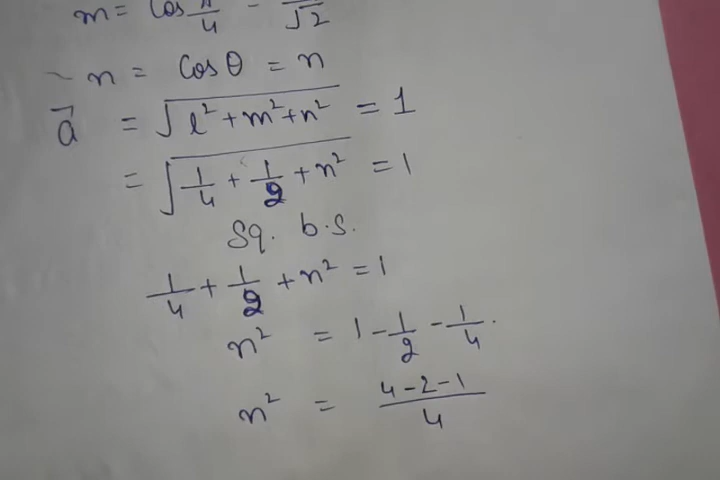 m = Cos π/4 = 1/√2
n = Cos θ = n
a⃗ = √(l² + m² + n²) = 1
= √(1/4 + 1/2 + n²) = 1
Sq. b.s.
1/4 + 1/2 + n² = 1
n² = 1 - 1/2 - 1/4.
n² = (4 - 2 - 1)/4